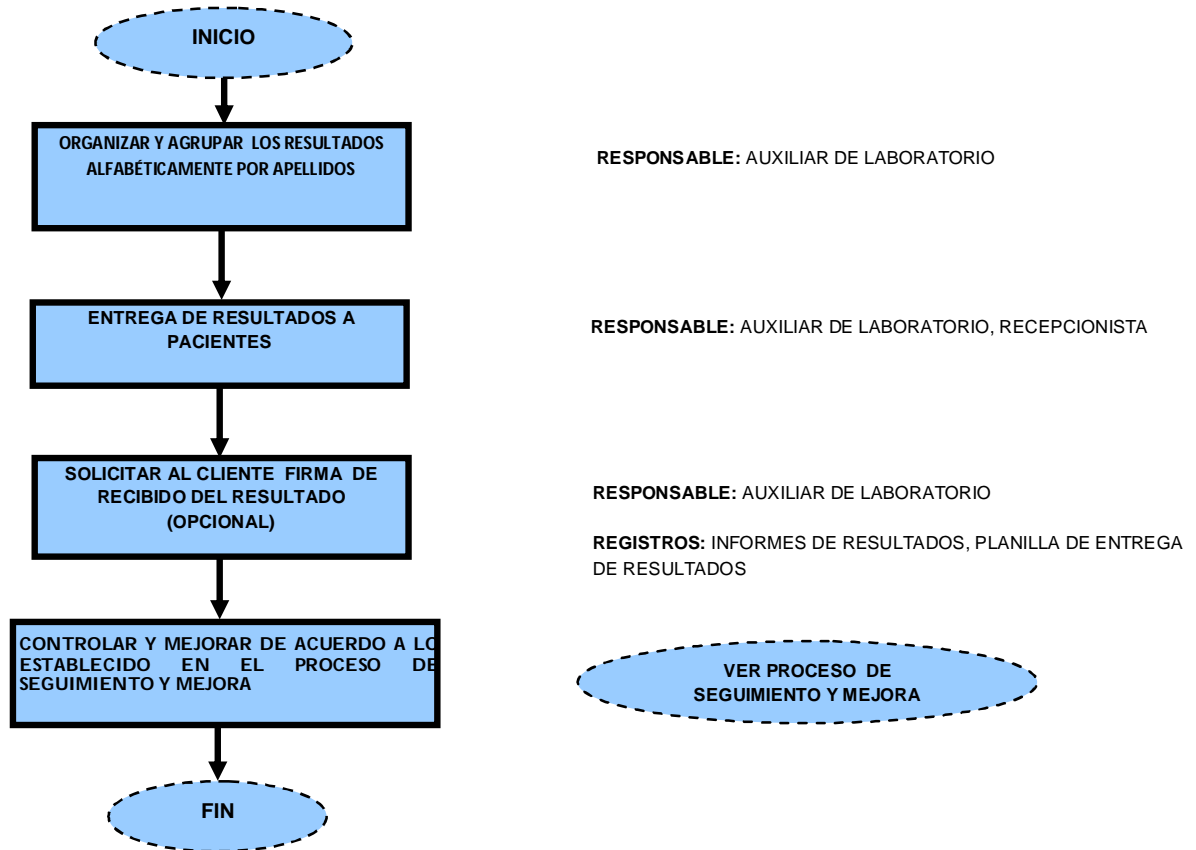 INICIO
ORGANIZAR Y AGRUPAR LOS RESULTADOS
ALFABÉTICAMENTE POR APELLIDOS
RESPONSABLE: AUXILIAR DE LABORATORIO
ENTREGA DE RESULTADOS A
PACIENTES
RESPONSABLE: AUXILIAR DE LABORATORIO, RECEPCIONISTA
SOLICITAR AL CLIENTE FIRMA DE
RECIBIDO DEL RESULTADO
(OPCIONAL)
RESPONSABLE: AUXILIAR DE LABORATORIO
REGISTROS: INFORMES DE RESULTADOS, PLANILLA DE ENTREGA
DE RESULTADOS
CONTROLAR Y MEJORAR DE ACUERDO A LO
ESTABLECIDO EN EL PROCESO DE
SEGUIMIENTO Y MEJORA
VER PROCESO DE
SEGUIMIENTO Y MEJORA
FIN